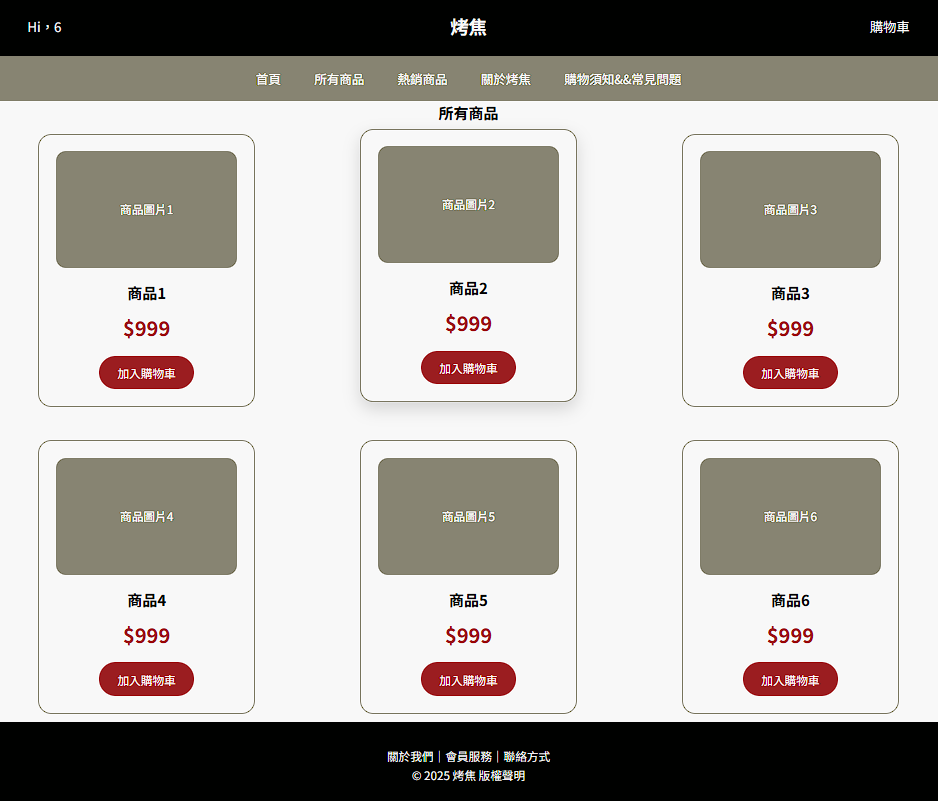 Hi，6 烤焦 購物車
首頁 所有商品 熱銷商品 關於烤焦 購物須知&&常見問題
所有商品
商品圖片1 商品圖片2 商品圖片3
商品1 商品2 商品3
$999 $999 $999
加入購物車 加入購物車 加入購物車
商品圖片4 商品圖片5 商品圖片6
商品4 商品5 商品6
$999 $999 $999
加入購物車 加入購物車 加入購物車
關於我們 | 會員服務 | 聯絡方式
© 2025 烤焦 版權聲明